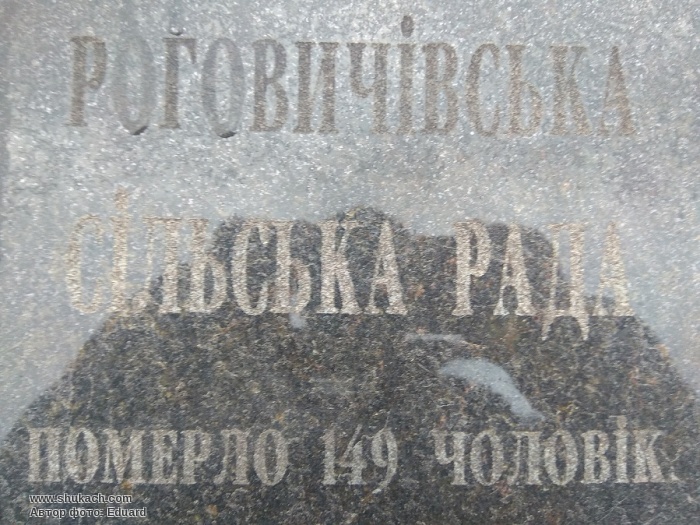 РОГОВИЧІВСЬКА
СІЛЬСЬКА РАДА
ПОМЕРЛО 149 ЧОЛОВІК.
www.shukach.com
Автор фото: Eduard